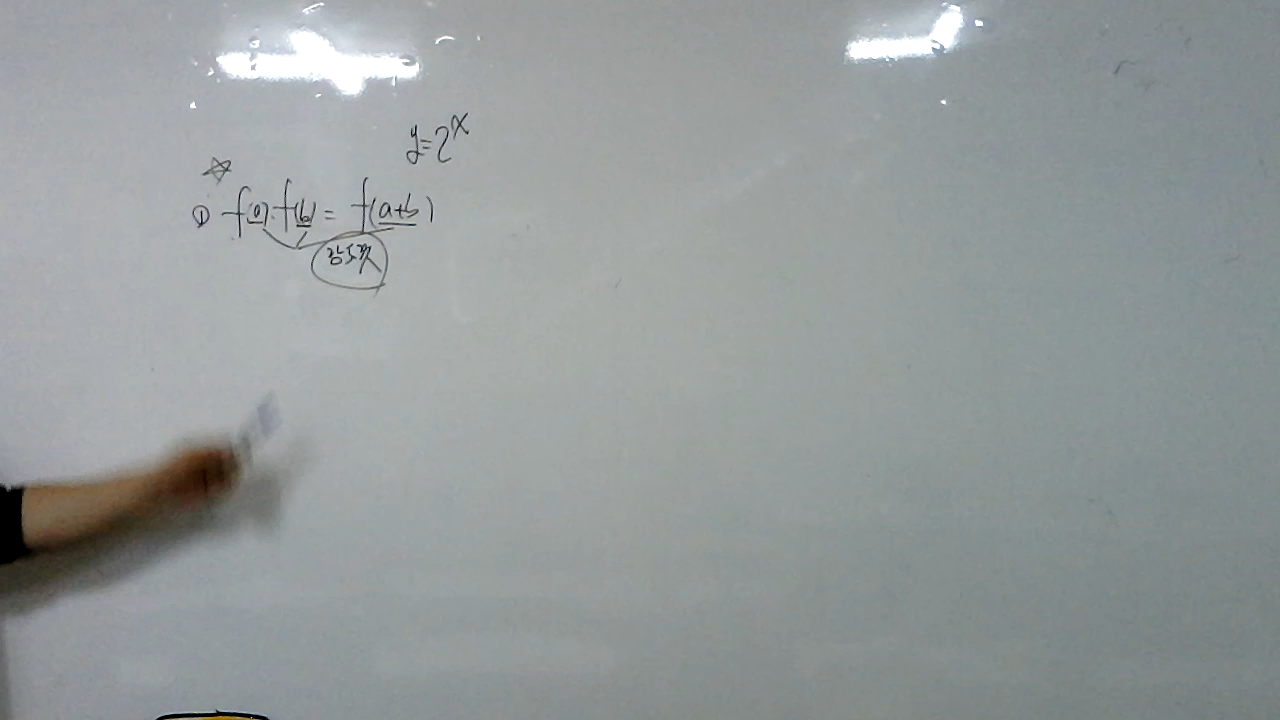 y=2^x
☆
① f(a)·f(b) = f(a+b)